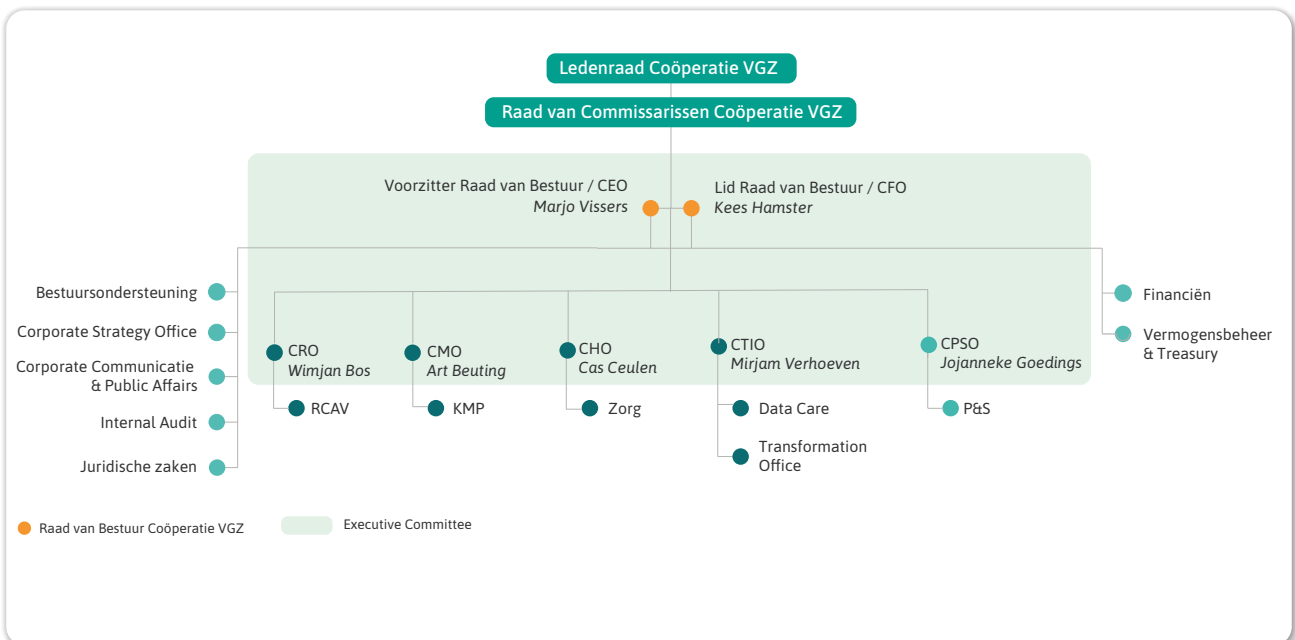 Ledenraad Coöperatie VGZ
Raad van Commissarissen Coöperatie VGZ
Voorzitter Raad van Bestuur / CEO
Marjo Vissers
Lid Raad van Bestuur / CFO
Kees Hamster
Bestuursondersteuning
Corporate Strategy Office
Corporate Communicatie
& Public Affairs
Internal Audit
Juridische zaken
CRO
Wimjan Bos
RCAV
CMO
Art Beuting
KMP
CHO
Cas Ceulen
Zorg
CTIO
Mirjam Verhoeven
Data Care
Transformation
Office
CPSO
Jojanneke Goedings
P&S
Financiën
Vermogensbeheer
& Treasury
Raad van Bestuur Coöperatie VGZ
Executive Committee